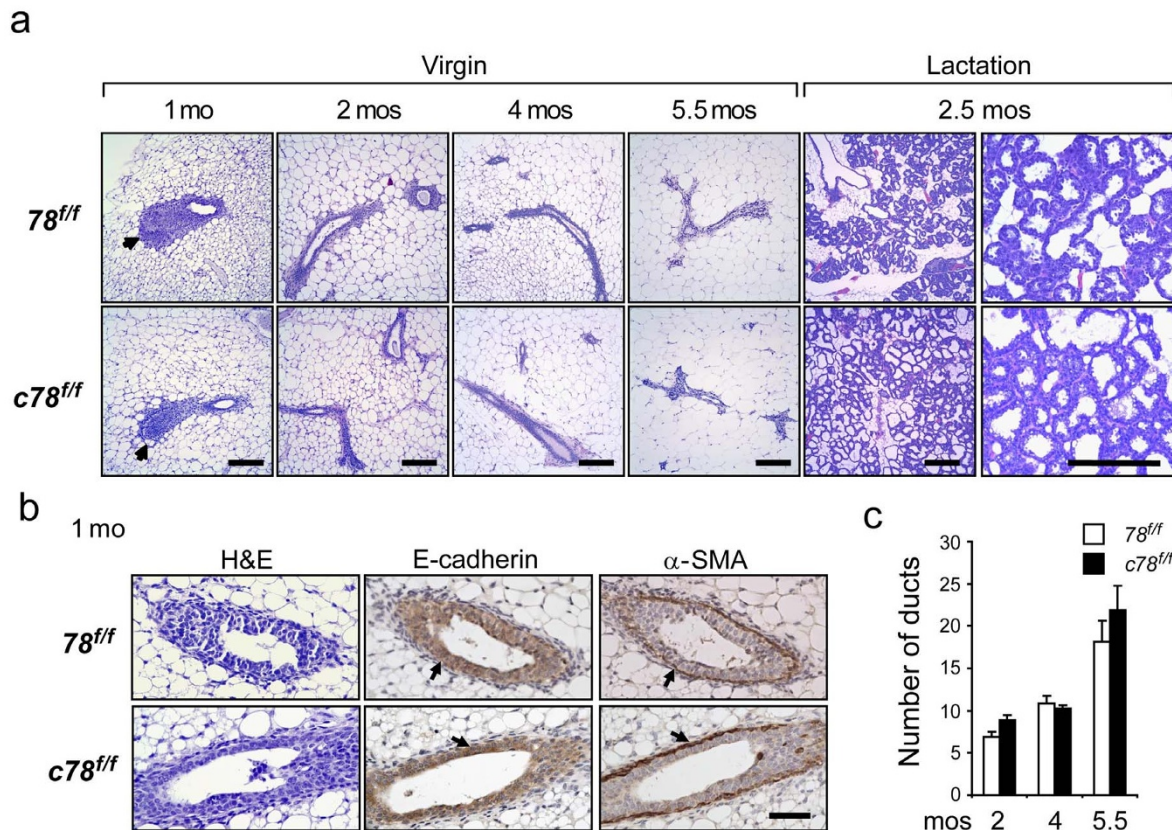 a
Virgin Lactation
1 mo 2 mos 4 mos 5.5 mos 2.5 mos
78f/f
c78f/f
b
1 mo
H&E E-cadherin α-SMA
78f/f
c78f/f
c
78f/f
c78f/f
Number of ducts
30
25
20
15
10
5
0
mos 2 4 5.5